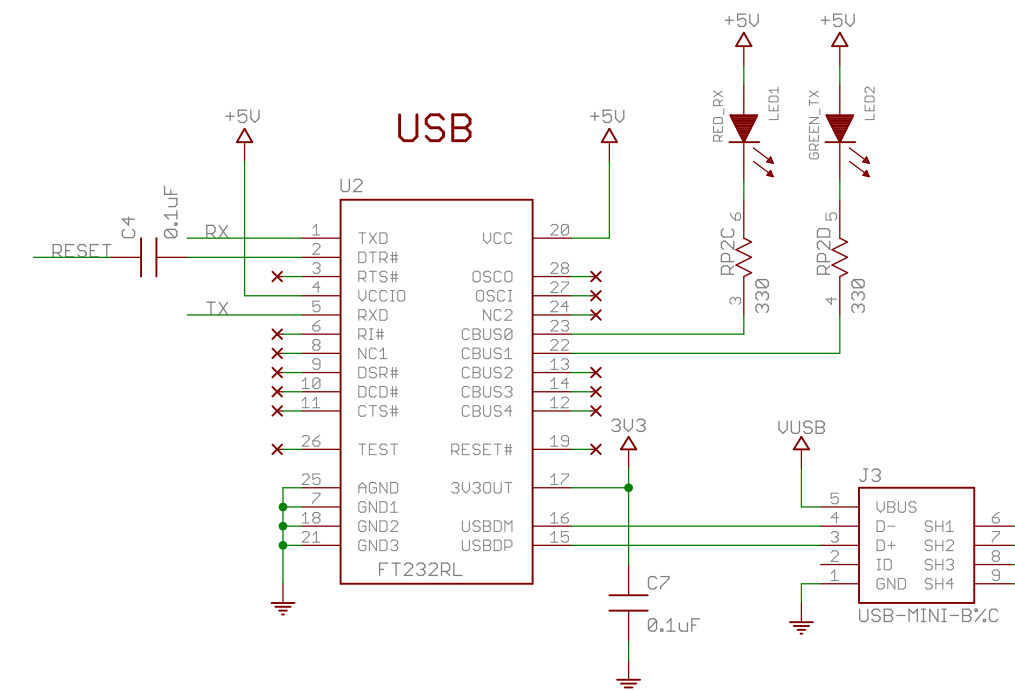 +5V
+5V
RED_RX
LED1
GREEN_TX
LED2
+5V
USB
+5V
U2
C4
0.1uF
RESET
RX
TX
1 TXD
2 DTR#
3 RTS#
4 VCCIO
5 RXD
6 RI#
8 NC1
9 DSR#
10 DCD#
11 CTS#
26 TEST
25 AGND
7 GND1
18 GND2
21 GND3
VCC 20
OSCO 28
OSCI 27
NC2 24
CBUS0 23
CBUS1 22
CBUS2 13
CBUS3 14
CBUS4 12
RESET# 19
3V3OUT 17
USBDM 16
USBDP 15
FT232RL
6
RP2C
3
330
5
RP2D
4
330
3V3
C7
0.1uF
VUSB
J3
5 VBUS
4 D- SH1 6
3 D+ SH2 7
2 ID SH3 8
1 GND SH4 9
USB-MINI-B%C